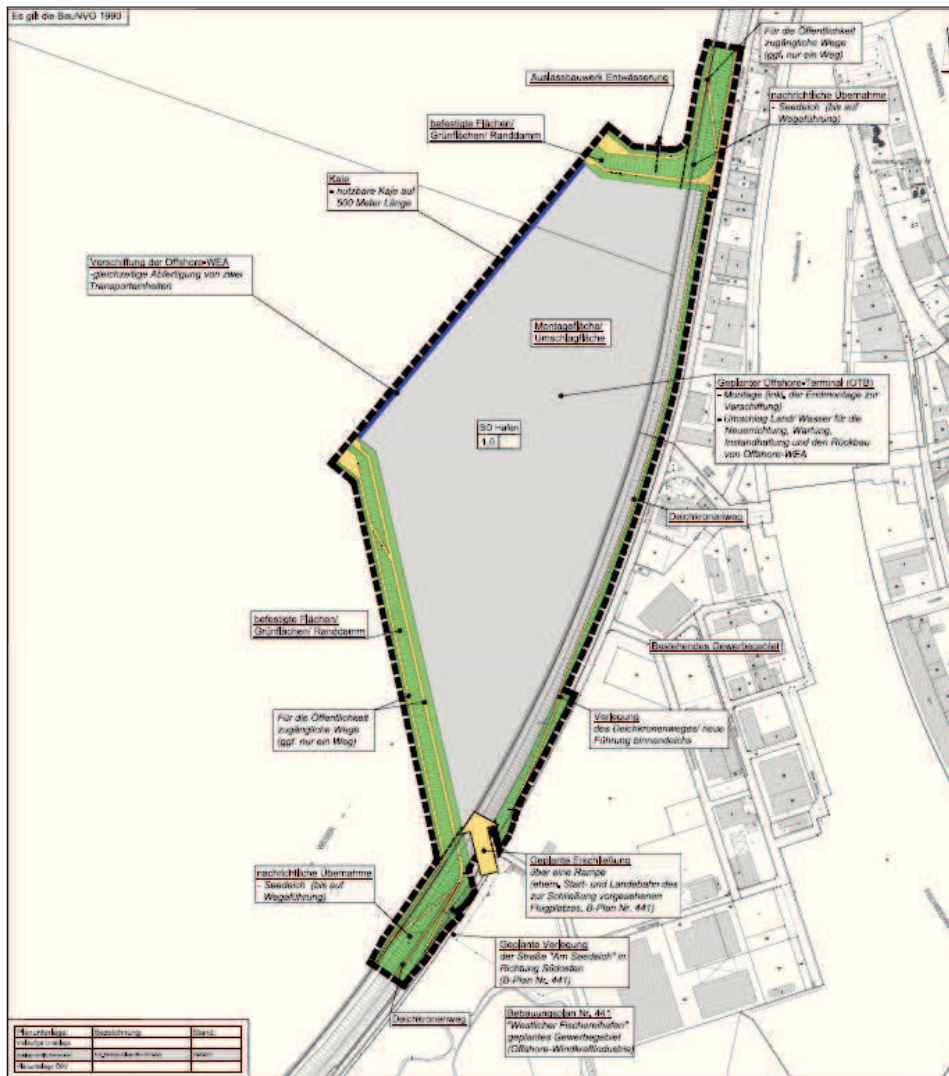 Es gilt die BauNVO 1990
Für die Öffentlichkeit
zugängliche Wege
(ggf. nur ein Weg)
Auslassbauwerk Entwässerung
nachrichtliche Übernahme
- Seedeich (bis auf
Wegeführung)
befestigte Flächen/
Grünflächen/ Randdamm
Kaje
- nutzbare Kaje auf
500 Meter Länge
Verschiffung der Offshore-WEA
-gleichzeitige Abfertigung von zwei
Transporteinheiten
Montagefläche/
Umschlagfläche
Geplanter Offshore-Terminal (OTB)
- Montage (inkl. der Endmontage zur
Verschiffung)
- Umschlag Land/ Wasser für die
Neuerrichtung, Wartung,
Instandhaltung und den Rückbau
von Offshore-WEA
SO Hafen
1,0
Deichkronenweg
befestigte Flächen/
Grünflächen/ Randdamm
Bestehendes Gewerbegebiet
Für die Öffentlichkeit
zugängliche Wege
(ggf. nur ein Weg)
Verlegung
des Deichkronenweges/ neue
Führung binnendeichs
WESER
Geplante Erschließung
über eine Rampe
(ehem. Start- und Landebahn des
zur Schließung vorgesehenen
Flugplatzes, B-Plan Nr. 441)
nachrichtliche Übernahme
- Seedeich (bis auf
Wegeführung)
Geplante Verlegung
der Straße "Am Seedeich" in
Richtung Südosten
(B-Plan Nr. 441)
Deichkronenweg
Bebauungsplan Nr. 441
"Westlicher Fischereihafen"
geplantes Gewerbegebiet
(Offshore-Windkraftindustrie)
Planunterlage: Bezeichnung: Stand: